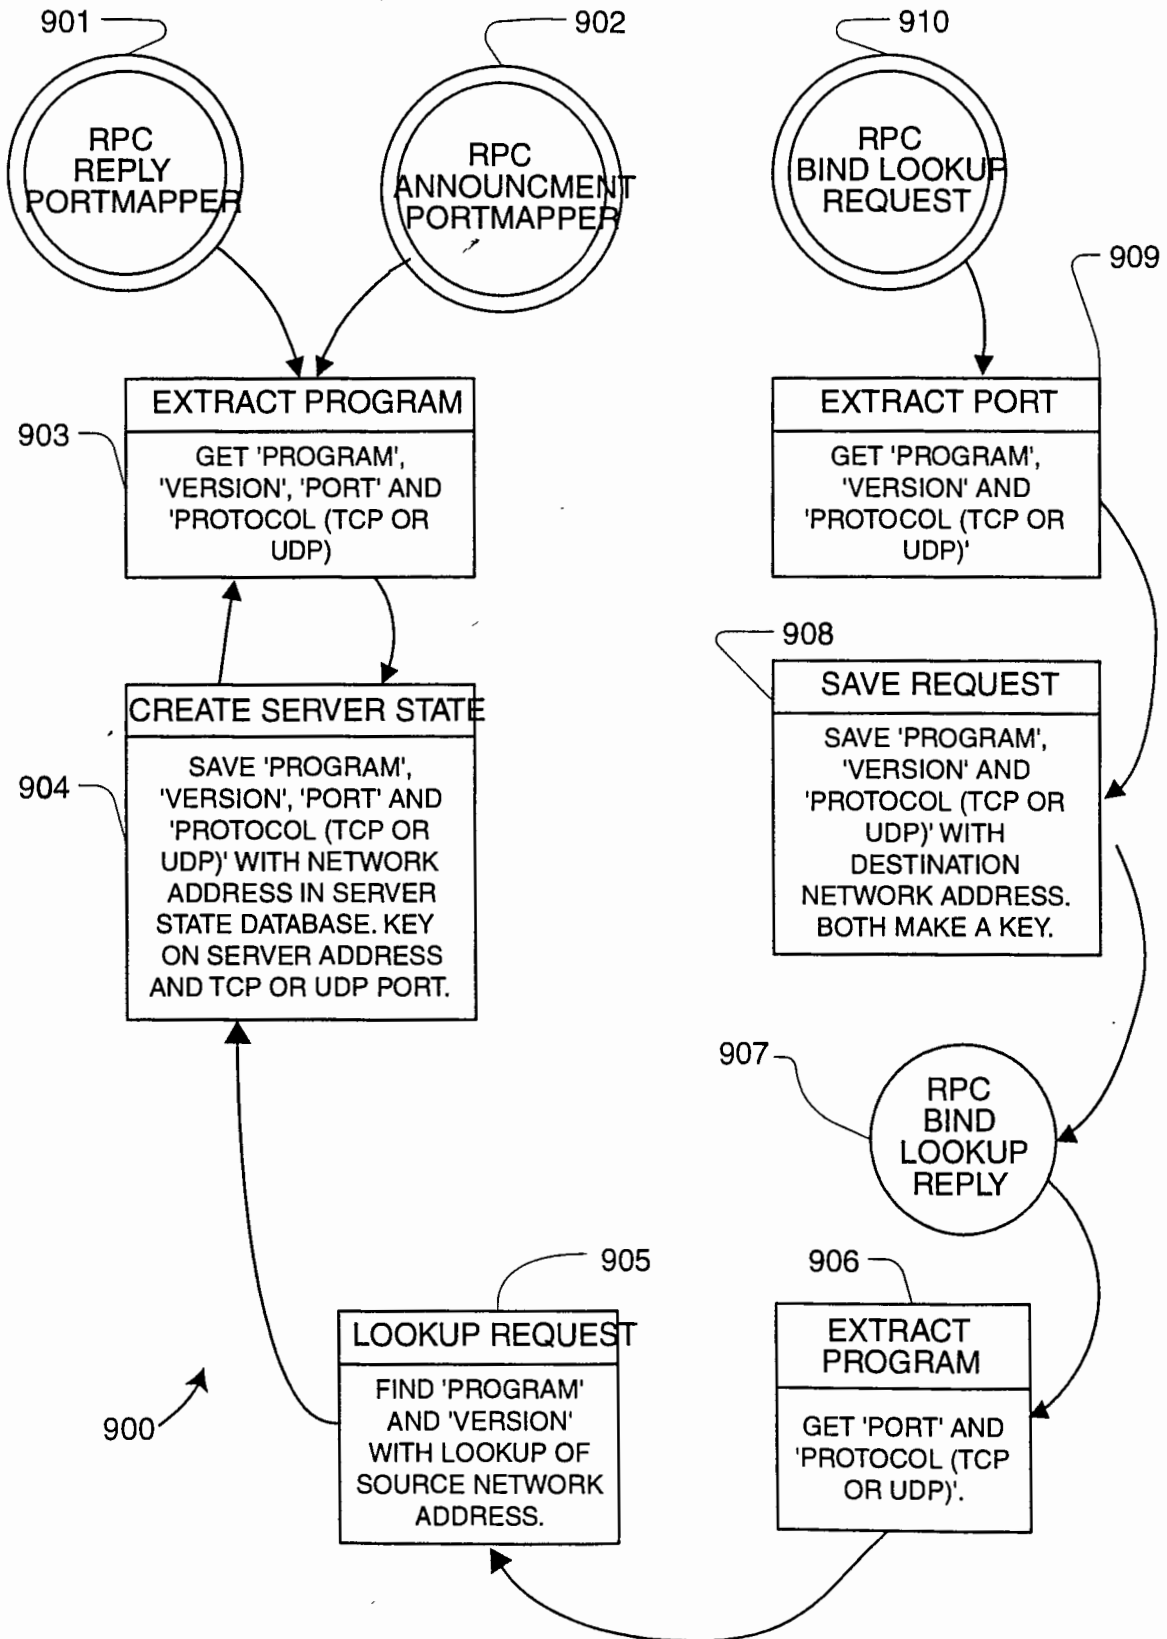 901
902
910
RPC
REPLY
PORTMAPPER
RPC
ANNOUNCMENT
PORTMAPPER
RPC
BIND LOOKUP
REQUEST
909
903
EXTRACT PROGRAM
GET 'PROGRAM',
'VERSION', 'PORT' AND
'PROTOCOL (TCP OR
UDP)
EXTRACT PORT
GET 'PROGRAM',
'VERSION' AND
'PROTOCOL (TCP OR
UDP)'
908
904
CREATE SERVER STATE
SAVE 'PROGRAM',
'VERSION', 'PORT' AND
'PROTOCOL (TCP OR
UDP)' WITH NETWORK
ADDRESS IN SERVER
STATE DATABASE. KEY
ON SERVER ADDRESS
AND TCP OR UDP PORT.
SAVE REQUEST
SAVE 'PROGRAM',
'VERSION' AND
'PROTOCOL (TCP OR
UDP)' WITH
DESTINATION
NETWORK ADDRESS.
BOTH MAKE A KEY.
907
RPC
BIND
LOOKUP
REPLY
905
906
LOOKUP REQUEST
FIND 'PROGRAM'
AND 'VERSION'
WITH LOOKUP OF
SOURCE NETWORK
ADDRESS.
EXTRACT
PROGRAM
GET 'PORT' AND
'PROTOCOL (TCP
OR UDP)'.
900